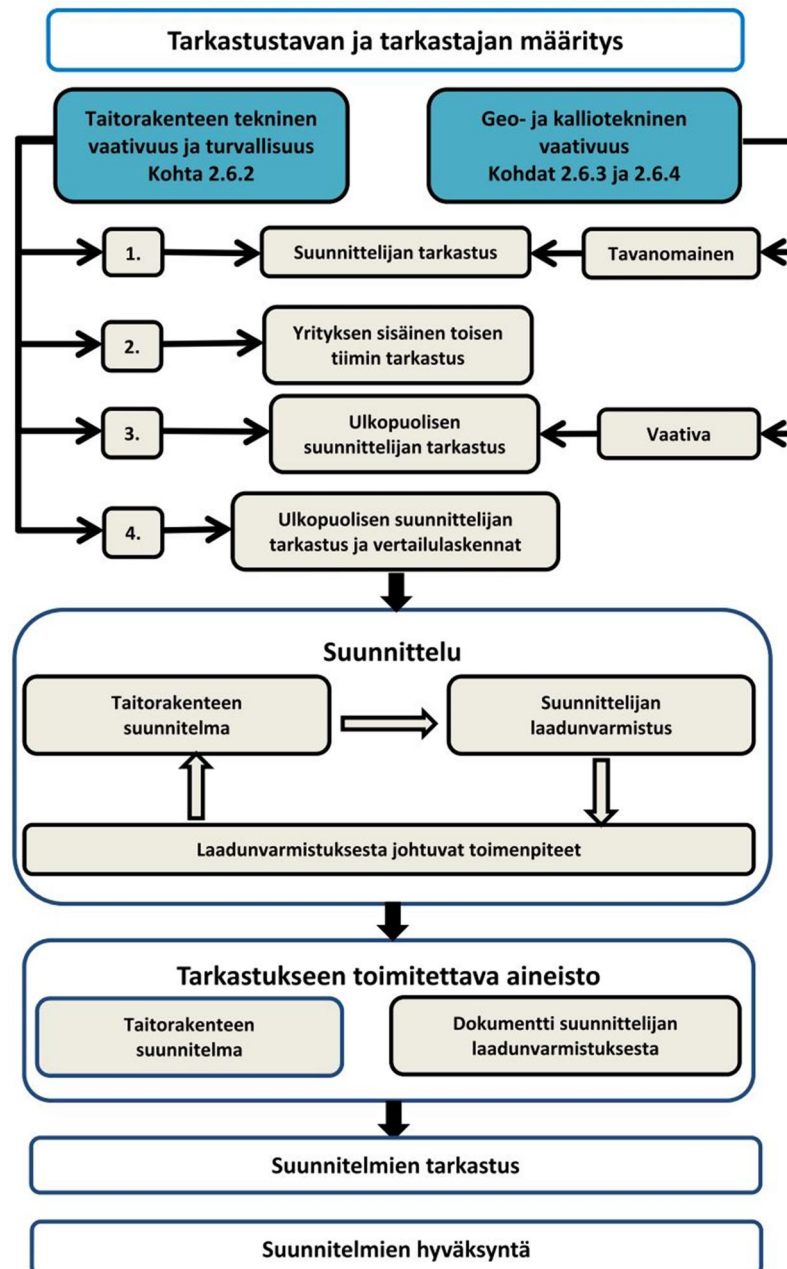 Tarkastustavan ja tarkastajan määritys
Taitorakenteen tekninen
vaativuus ja turvallisuus
Kohta 2.6.2
Geo- ja kalliotekninen
vaativuus
Kohdat 2.6.3 ja 2.6.4
1.
Suunnittelijan tarkastus
Tavanomainen
2.
Yrityksen sisäinen toisen
tiimin tarkastus
3.
Ulkopuolisen
suunnittelijan tarkastus
Vaativa
4.
Ulkopuolisen suunnittelijan
tarkastus ja vertailulaskennat
Suunnittelu
Taitorakenteen
suunnitelma
Suunnittelijan
laadunvarmistus
Laadunvarmistuksesta johtuvat toimenpiteet
Tarkastukseen toimitettava aineisto
Taitorakenteen
suunnitelma
Dokumentti suunnittelijan
laadunvarmistuksesta
Suunnitelmien tarkastus
Suunnitelmien hyväksyntä